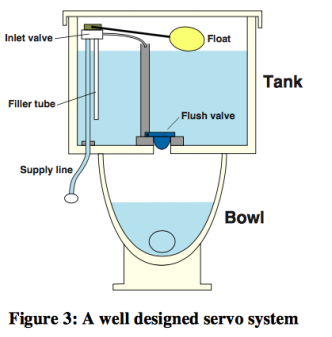 Inlet valve
Float
Tank
Filler tube
Flush valve
Supply line
Bowl
Figure 3: A well designed servo system